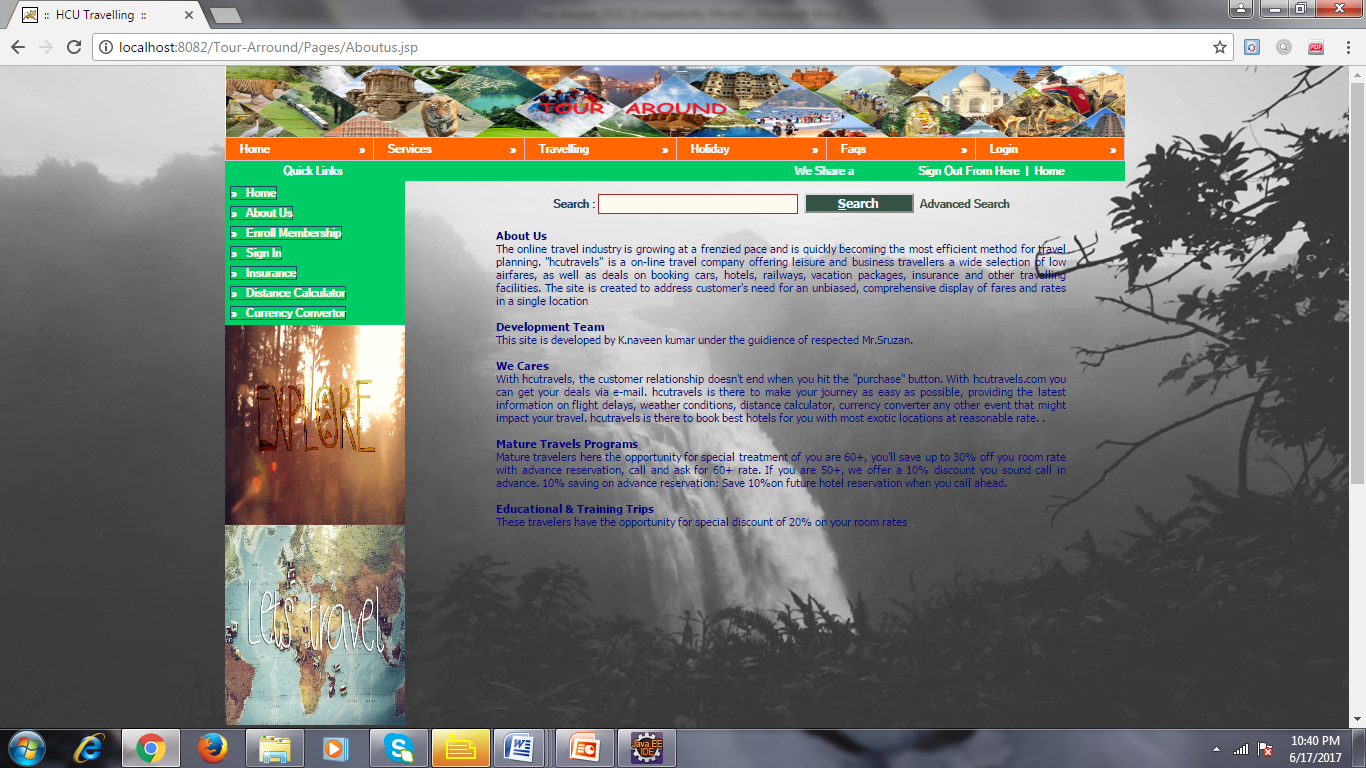 :: HCU Travelling ::
localhost:8082/Tour-Arround/Pages/Aboutus.jsp
PDF
TOUR AROUND
Home » Services » Travelling » Holiday » Faqs » Login »
Quick Links We Share a Sign Out From Here | Home
» Home
» About Us
» Enroll Membership
» Sign In
» Insurance
» Distance Calculator
» Currency Convertor
EXPLORE
Lets travel
Search : Search Advanced Search
About Us
The online travel industry is growing at a frenzied pace and is quickly becoming the most efficient method for travel
planning. "hcutravels" is a on-line travel company offering leisure and business travellers a wide selection of low
airfares, as well as deals on booking cars, hotels, railways, vacation packages, insurance and other travelling
facilities. The site is created to address customer's need for an unbiased, comprehensive display of fares and rates
in a single location
Development Team
This site is developed by K.naveen kumar under the guidience of respected Mr.Sruzan.
We Cares
With hcutravels, the customer relationship doesn't end when you hit the "purchase" button. With hcutravels.com you
can get your deals via e-mail. hcutravels is there to make your journey as easy as possible, providing the latest
information on flight delays, weather conditions, distance calculator, currency converter any other event that might
impact your travel. hcutravels is there to book best hotels for you with most exotic locations at reasonable rate. .
Mature Travels Programs
Mature travelers here the opportunity for special treatment of you are 60+, you'll save up to 30% off you room rate
with advance reservation, call and ask for 60+ rate. If you are 50+, we offer a 10% discount you sound call in
advance. 10% saving on advance reservation: Save 10%on future hotel reservation when you call ahead.
Educational & Training Trips
These travelers have the opportunity for special discount of 20% on your room rates
Java EE
IDE
10:40 PM
6/17/2017